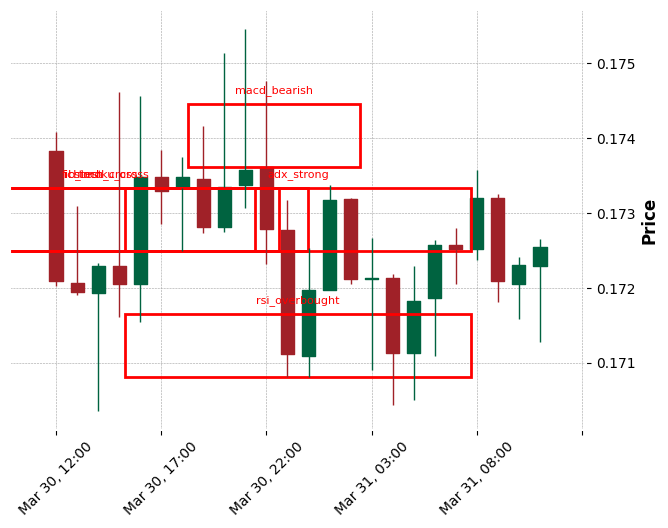 0.175
macd_bearish
0.174
adx_strong
0.173
0.172
rsi_overbought
0.171
Price
Mar 30, 12:00
Mar 30, 17:00
Mar 30, 22:00
Mar 31, 03:00
Mar 31, 08:00